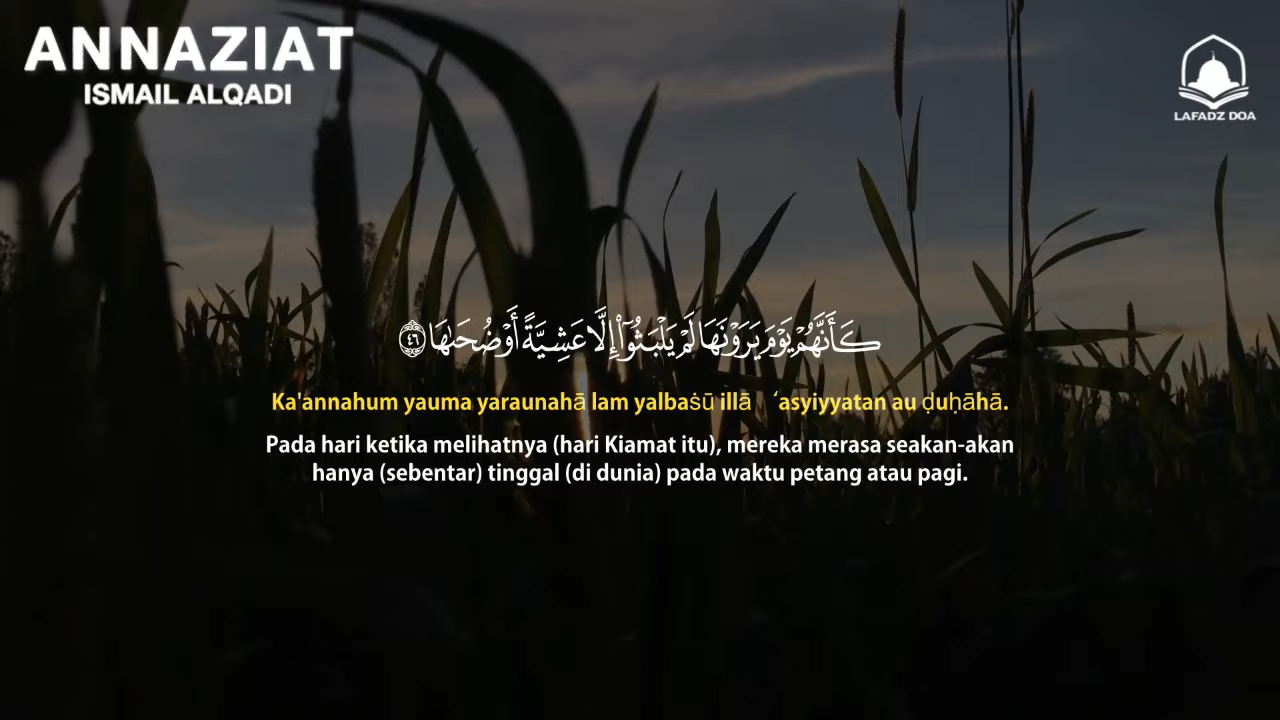 ANNAZIAT
ISMAIL ALQADI
LAFADZ DOA
كَأَنَّهُمْ يَوْمَ يَرَوْنَهَا لَمْ يَلْبَثُوٓا۟ إِلَّا عَشِيَّةً أَوْ ضُحَىٰهَا ٤٦
Ka'annahum yauma yaraunahā lam yalbaṡū illā ‘asyiyyatan au ḍuḥāhā.
Pada hari ketika melihatnya (hari Kiamat itu), mereka merasa seakan-akan
hanya (sebentar) tinggal (di dunia) pada waktu petang atau pagi.